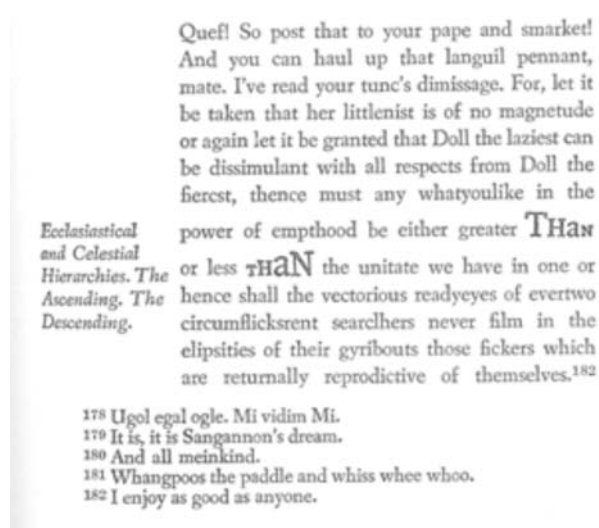 Quef! So post that to your pape and smarket!
And you can haul up that languil pennant,
mate. I've read your tunc's dimissage. For, let it
be taken that her littlenist is of no magnetude
or again let it be granted that Doll the laziest can
be dissimulant with all respects from Doll the
fiercst, thence must any whatyoulike in the
power of empthood be either greater THaN
or less THaN the unitate we have in one or
hence shall the vectorious readyeyes of evertwo
circumflicksrent searclhers never film in the
elipsities of their gyribouts those fickers which
are returnally reprodictive of themselves.182
Ecclasiastical
and Celestial
Hierarchies. The
Ascending. The
Descending.
178 Ugol egal ogle. Mi vidim Mi.
179 It is, it is Sangannon's dream.
180 And all meinkind.
181 Whangpoos the paddle and whiss whee whoo.
182 I enjoy as good as anyone.